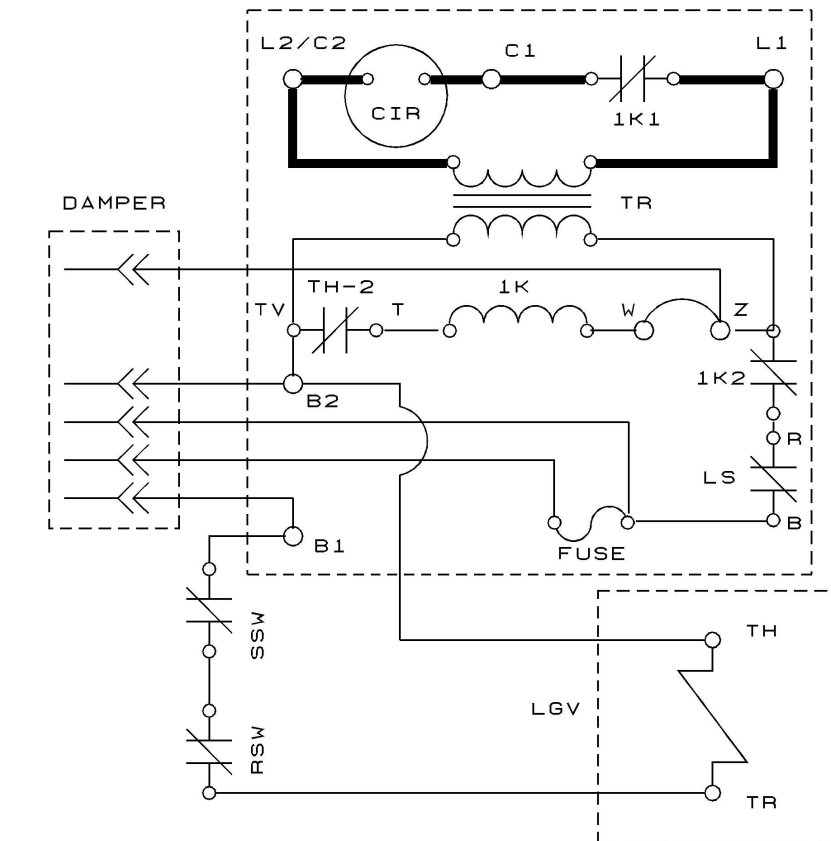 L2/C2
C1
L1
CIR
1K1
TR
DAMPER
TH-2
1K
TV
T
W
Z
1K2
B2
R
LS
B
B1
FUSE
SSW
TH
LGV
RSW
TR